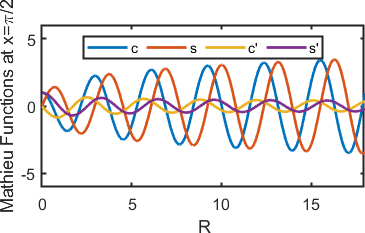 Mathieu Functions at x=π/2
5
0
-5
c s c' s'
0 5 10 15
R